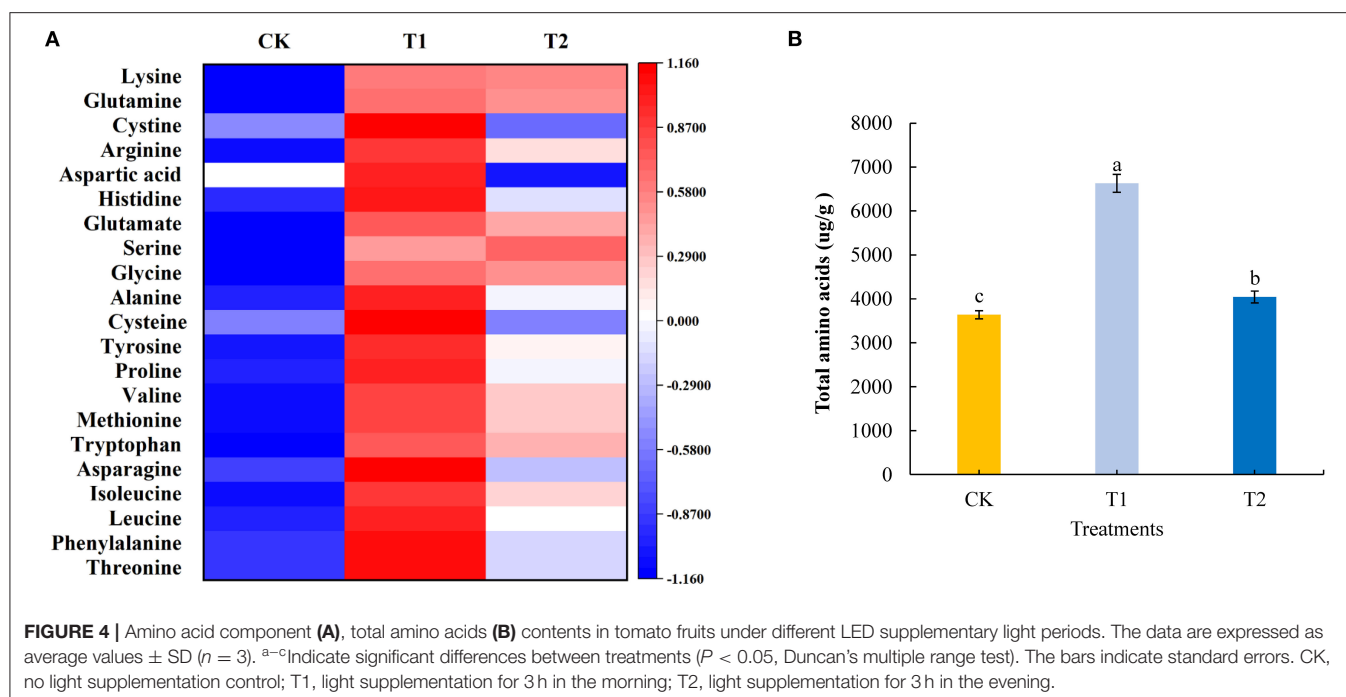 A
CK T1 T2
Lysine
Glutamine
Cystine
Arginine
Aspartic acid
Histidine
Glutamate
Serine
Glycine
Alanine
Cysteine
Tyrosine
Proline
Valine
Methionine
Tryptophan
Asparagine
Isoleucine
Leucine
Phenylalanine
Threonine
1.160
0.8700
0.5800
0.2900
0.000
-0.2900
-0.5800
-0.8700
-1.160
B
Total amino acids (ug/g)
8000
7000
6000
5000
4000
3000
2000
1000
0
c
a
b
CK T1 T2
Treatments
FIGURE 4 | Amino acid component (A), total amino acids (B) contents in tomato fruits under different LED supplementary light periods. The data are expressed as
average values ± SD (n = 3). a–cIndicate significant differences between treatments (P < 0.05, Duncan's multiple range test). The bars indicate standard errors. CK,
no light supplementation control; T1, light supplementation for 3 h in the morning; T2, light supplementation for 3 h in the evening.